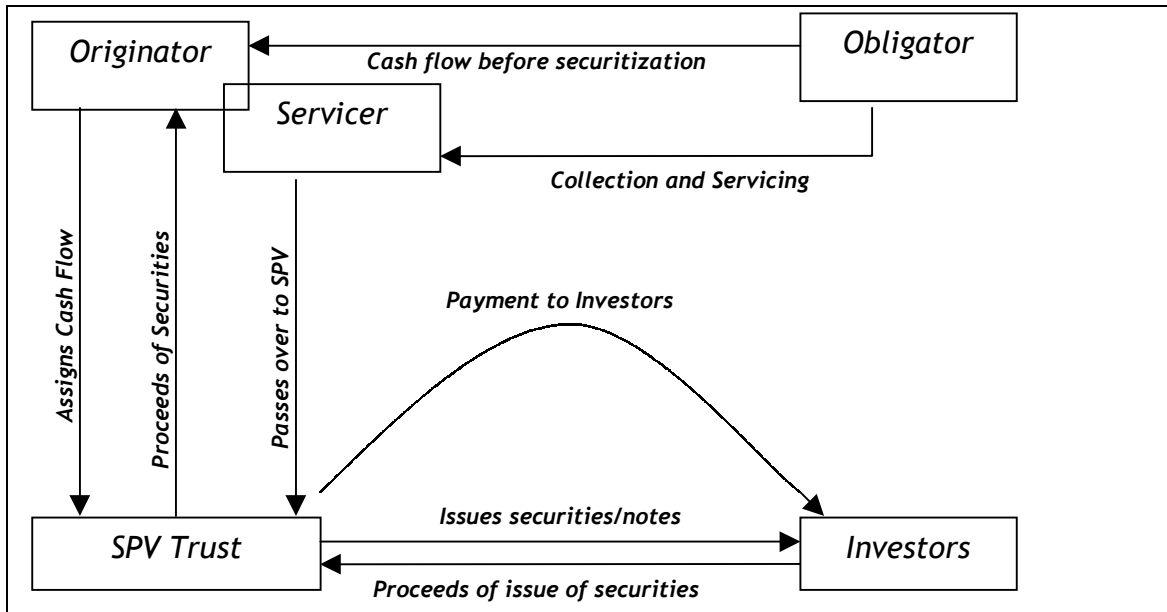 Originator
Obligator
Cash flow before securitization
Servicer
Collection and Servicing
Assigns Cash Flow
Proceeds of Securities
Passes over to SPV
Payment to Investors
Issues securities/notes
SPV Trust
Investors
Proceeds of issue of securities